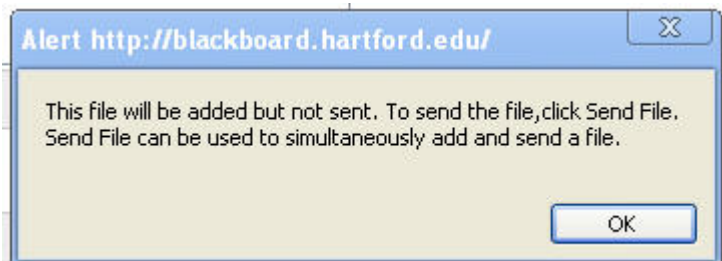 Alert http://blackboard.hartford.edu/
This file will be added but not sent. To send the file,click Send File.
Send File can be used to simultaneously add and send a file.
OK